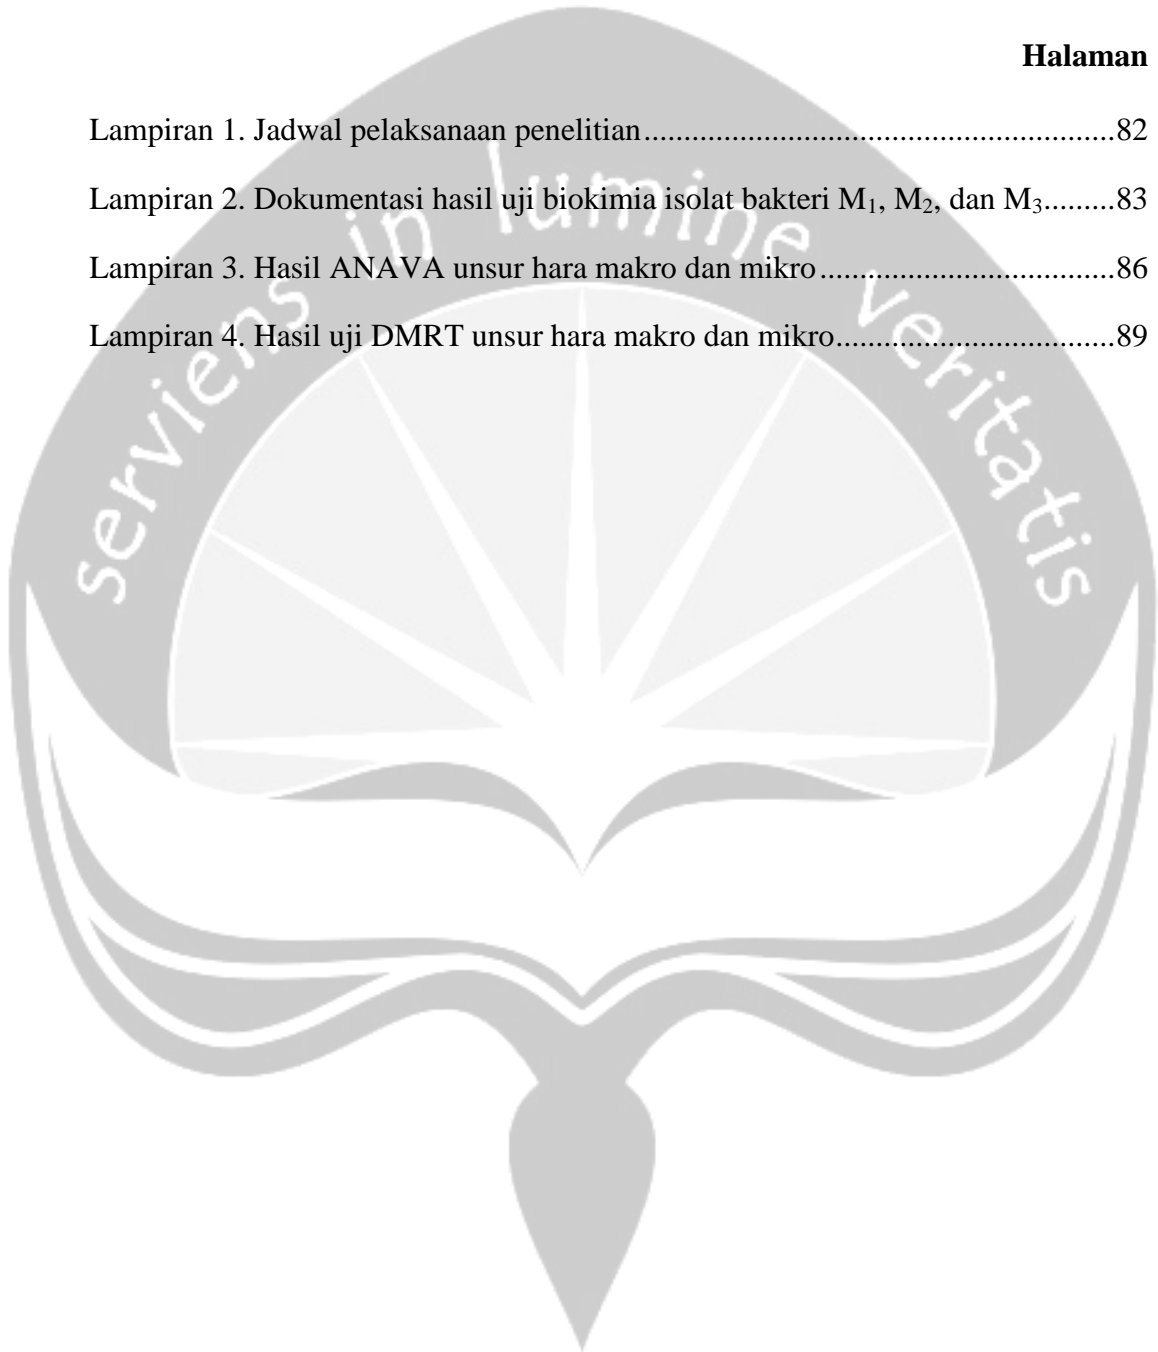 Halaman
Lampiran 1. Jadwal pelaksanaan penelitian...........................................................82
Lampiran 2. Dokumentasi hasil uji biokimia isolat bakteri M₁, M₂, dan M₃.........83
Lampiran 3. Hasil ANAVA unsur hara makro dan mikro.....................................86
Lampiran 4. Hasil uji DMRT unsur hara makro dan mikro...................................89
serviens in lumine veritatis